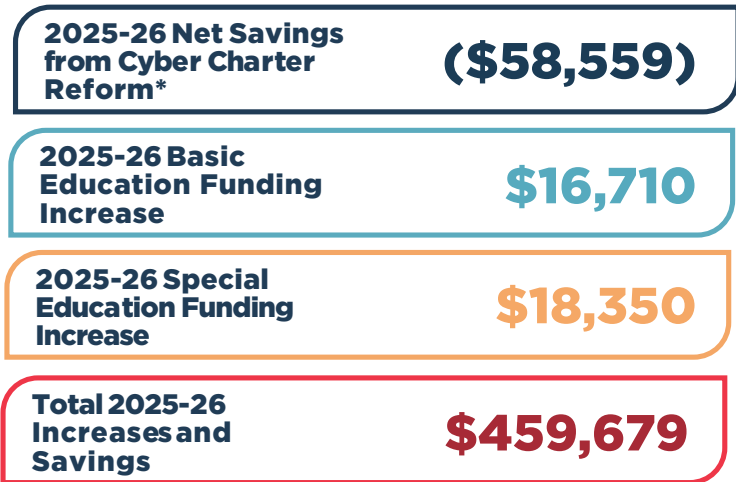 2025-26 Net Savings
from Cyber Charter
Reform*
($58,559)
2025-26 Basic
Education Funding
Increase
$16,710
2025-26 Special
Education Funding
Increase
$18,350
Total 2025-26
Increases and
Savings
$459,679